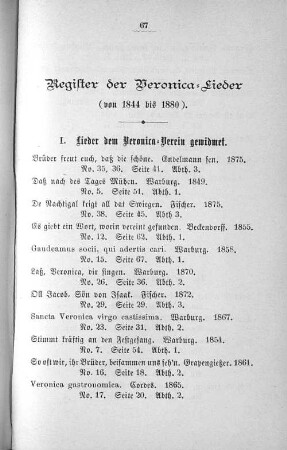 67
Register der Veronica-Lieder
(von 1844 bis 1880).
I. Lieder dem Veronica-Verein gewidmet.
Brüder freut euch, daß die schöne. Enbelmann sen. 1875.
No. 35, 36. Seite 41. Abth. 3.
Daß nach des Tages Mühen. Warburg. 1849.
No. 5. Seite 51. Abth. 1.
De Nachtigal freigt all dat Swiegen. Fischer. 1875.
No. 38. Seite 45. Abth 3.
Es giebt ein Wort, worin vereint gefunden. Beckendorff. 1855.
No. 12. Seite 63. Abth. 1.
Gaudeamus socii, qui adertis cari. Warburg. 1858.
No. 15. Seite 67. Abth. 1.
Laß, Veronica, dir singen. Warburg. 1870.
No. 26. Seite 36. Abth. 2.
Oll Jacob. Sön von Isaak. Fischer. 1872.
No. 29. Seite 29. Abth. 3.
Sancta Veronica virgo castissima. Warburg. 1867.
No. 23. Seite 31. Abth. 2.
Stimmt kräftig an den Festgesang. Warburg. 1854.
No. 7. Seite 54. Abth. 1.
So oft wir, ihr Brüder, beisammen uns seh'n. Grapengießer. 1861.
No. 16. Seite 18. Abth. 2.
Veronica gastronomica. Cordes. 1865.
No. 17. Seite 20. Abth. 2.